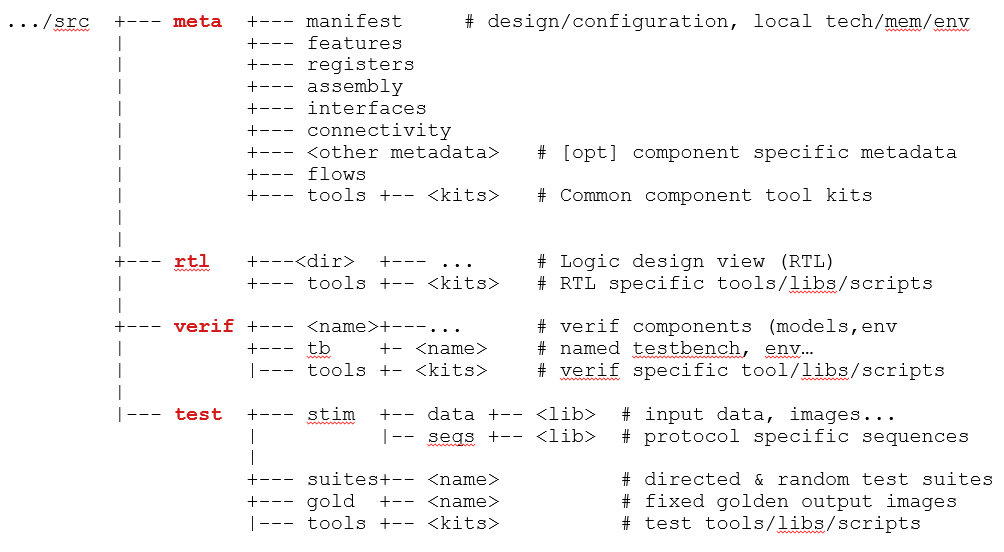 .../src +--- meta +--- manifest # design/configuration, local tech/mem/env
| +--- features
| +--- registers
| +--- assembly
| +--- interfaces
| +--- connectivity
| +--- <other metadata> # [opt] component specific metadata
| +--- flows
| +--- tools +-- <kits> # Common component tool kits
|
|
+--- rtl +---<dir> +--- ... # Logic design view (RTL)
| +--- tools +-- <kits> # RTL specific tools/libs/scripts
|
+--- verif +--- <name>+---... # verif components (models,env
| +--- tb +- <name> # named testbench, env…
| |--- tools +- <kits> # verif specific tool/libs/scripts
|
|--- test +--- stim +-- data +-- <lib> # input data, images...
| |-- seqs +-- <lib> # protocol specific sequences
|
+--- suites+-- <name> # directed & random test suites
+--- gold +-- <name> # fixed golden output images
|--- tools +-- <kits> # test tools/libs/scripts